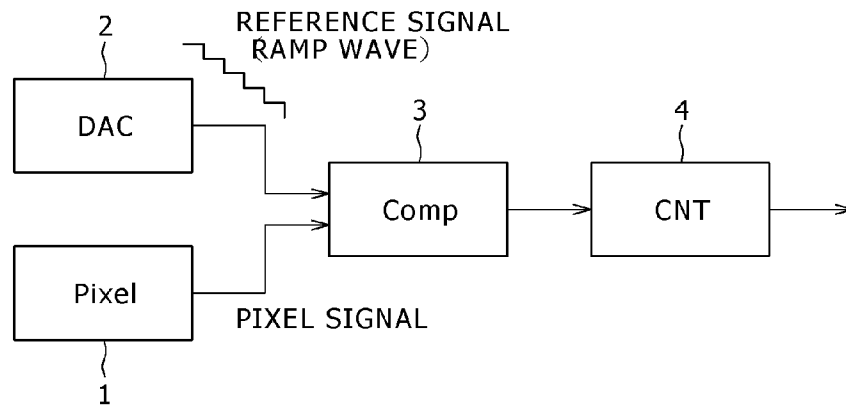 2
REFERENCE SIGNAL
(RAMP WAVE)
DAC
3
4
Comp
CNT
Pixel
PIXEL SIGNAL
1